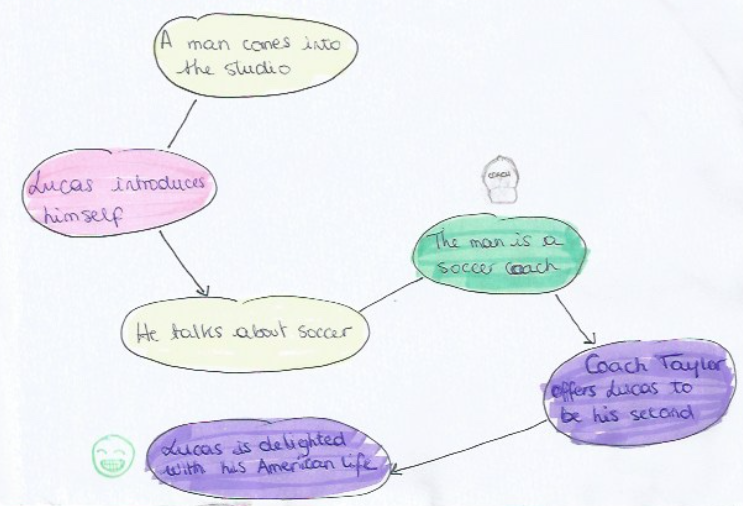 A man comes into
the studio
Lucas introduces
himself
COACH
The man is a
soccer coach
He talks about soccer
Coach Taylor
offers Lucas to
be his second
Lucas is delighted
with his American life